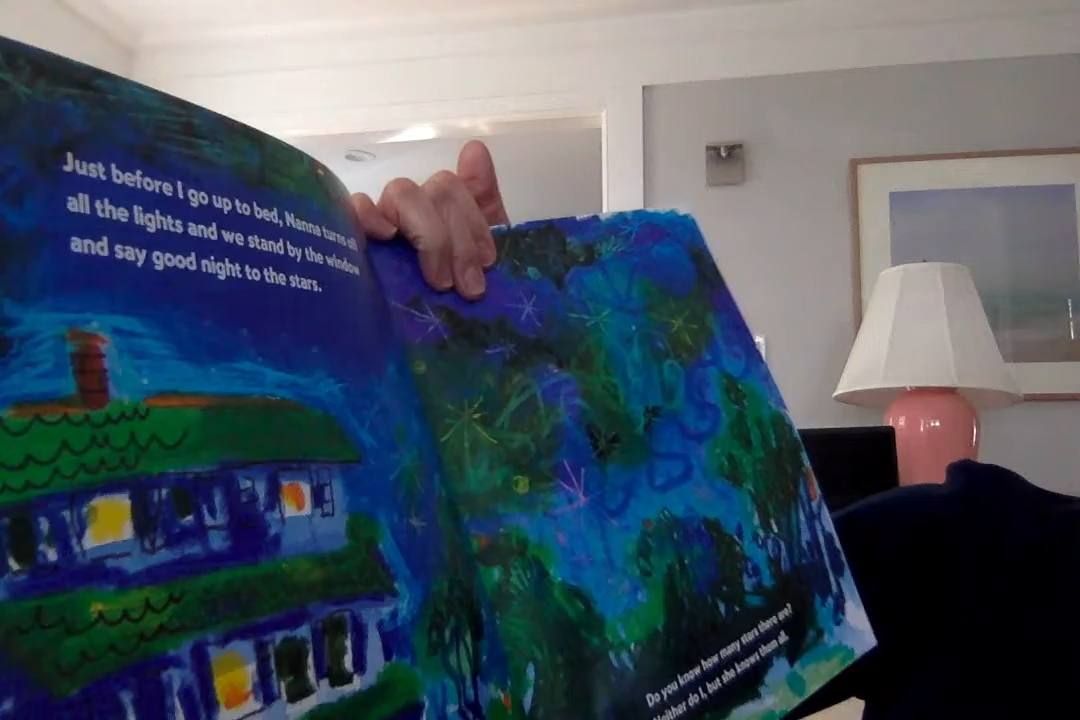 Just before I go up to bed, Nanna turns off
all the lights and we stand by the window
and say good night to the stars.
Do you know how many stars there are?
Neither do I, but she knows them all.